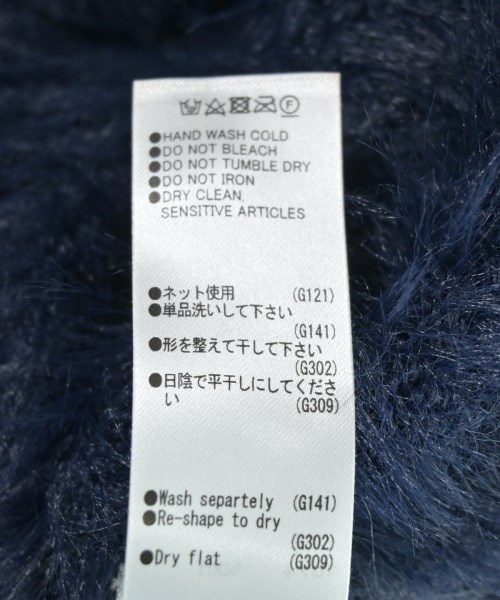 ●HAND WASH COLD
●DO NOT BLEACH
●DO NOT TUMBLE DRY
●DO NOT IRON
●DRY CLEAN,
SENSITIVE ARTICLES
●ネット使用 (G121)
●単品洗いして下さい
(G141)
●形を整えて干して下さい
(G302)
●日陰で平干しにしてくださ
い (G309)
●Wash separtely (G141)
●Re-shape to dry
(G302)
●Dry flat (G309)